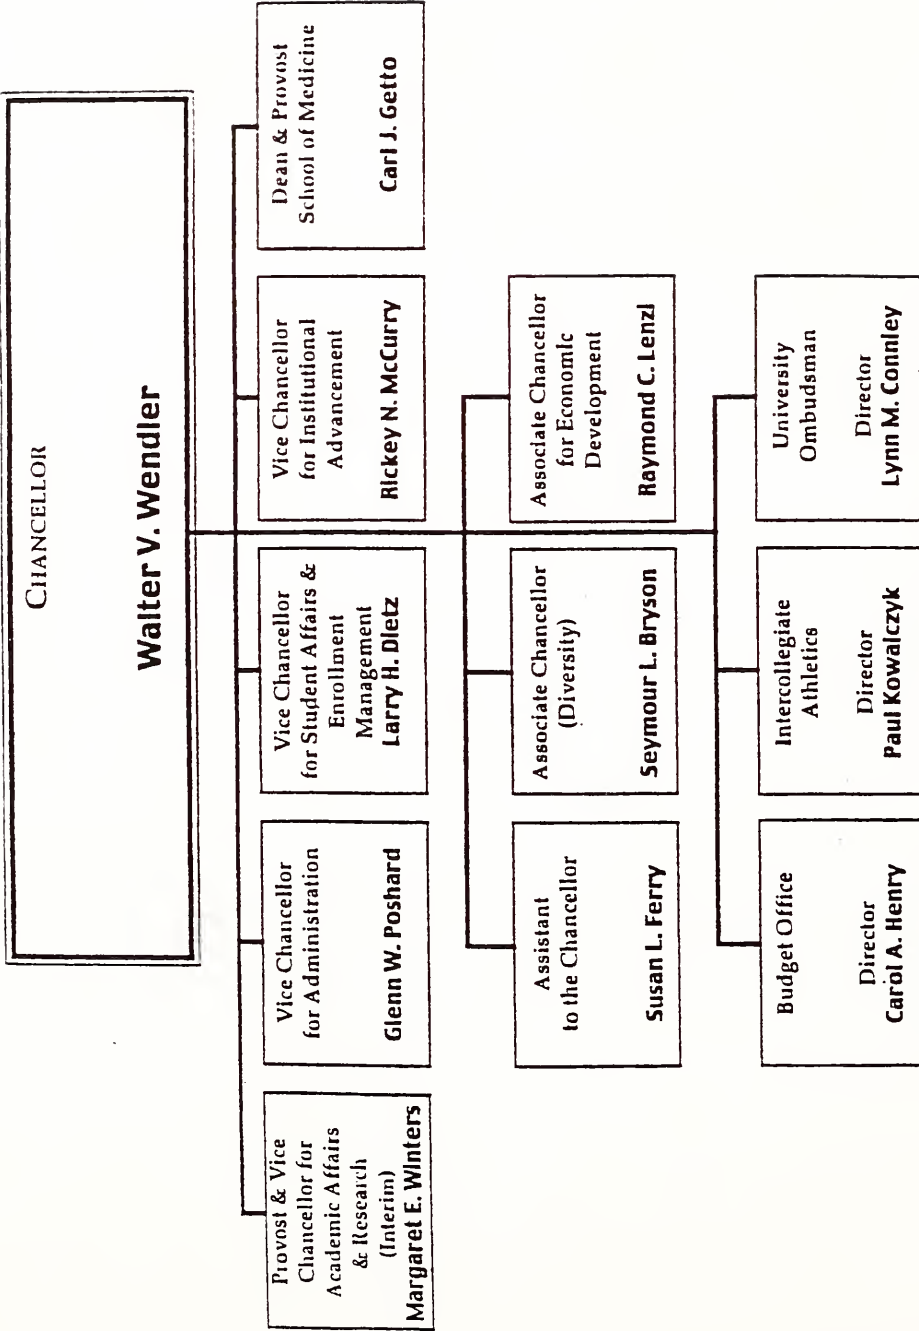 CHANCELLOR
Walter V. Wendler
Provost & Vice
Chancellor for
Academic Affairs
& Research
(Interim)
Margaret E. Winters
Vice Chancellor
for Administration
Glenn W. Poshard
Vice Chancellor
for Student Affairs &
Enrollment
Management
Larry H. Dietz
Vice Chancellor
for Institutional
Advancement
Rickey N. McCurry
Dean & Provost
School of Medicine
Carl J. Getto
Assistant
to the Chancellor
Susan L. Ferry
Associate Chancellor
(Diversity)
Seymour L. Bryson
Associate Chancellor
for Economic
Development
Raymond C. Lenzi
Budget Office
Director
Carol A. Henry
Intercollegiate
Athletics
Director
Paul Kowalczyk
University
Ombudsman
Director
Lynn M. Connley